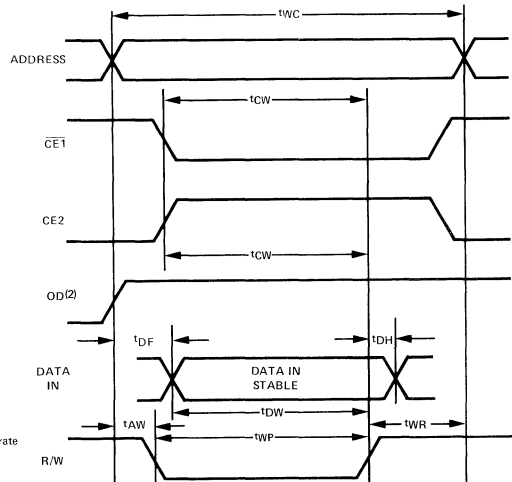 tWC
ADDRESS
tCW
CE1
CE2
tCW
OD(2)
tDF
tDH
DATA IN
DATA IN STABLE
tDW
tAW
tWP
tWR
rate
R/W